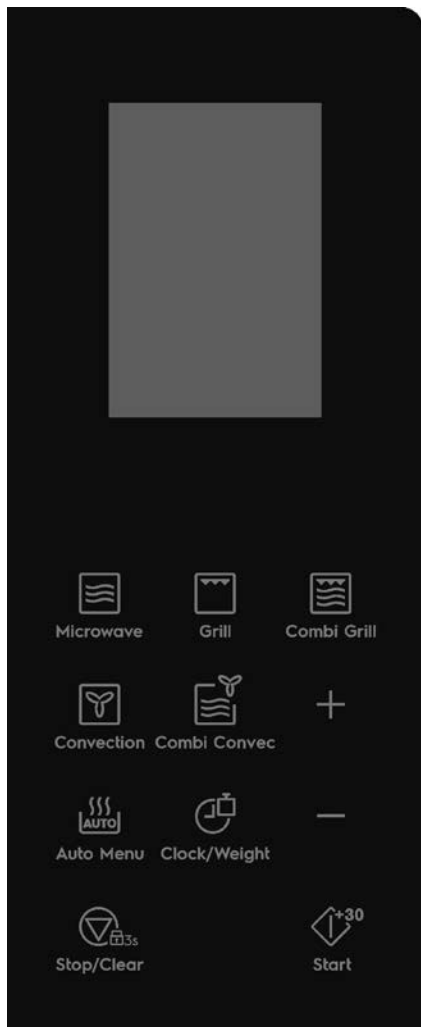 Microwave Grill Combi Grill
+
Convection Combi Convec
AUTO
−
Auto Menu Clock/Weight
3s
+30
Stop/Clear Start